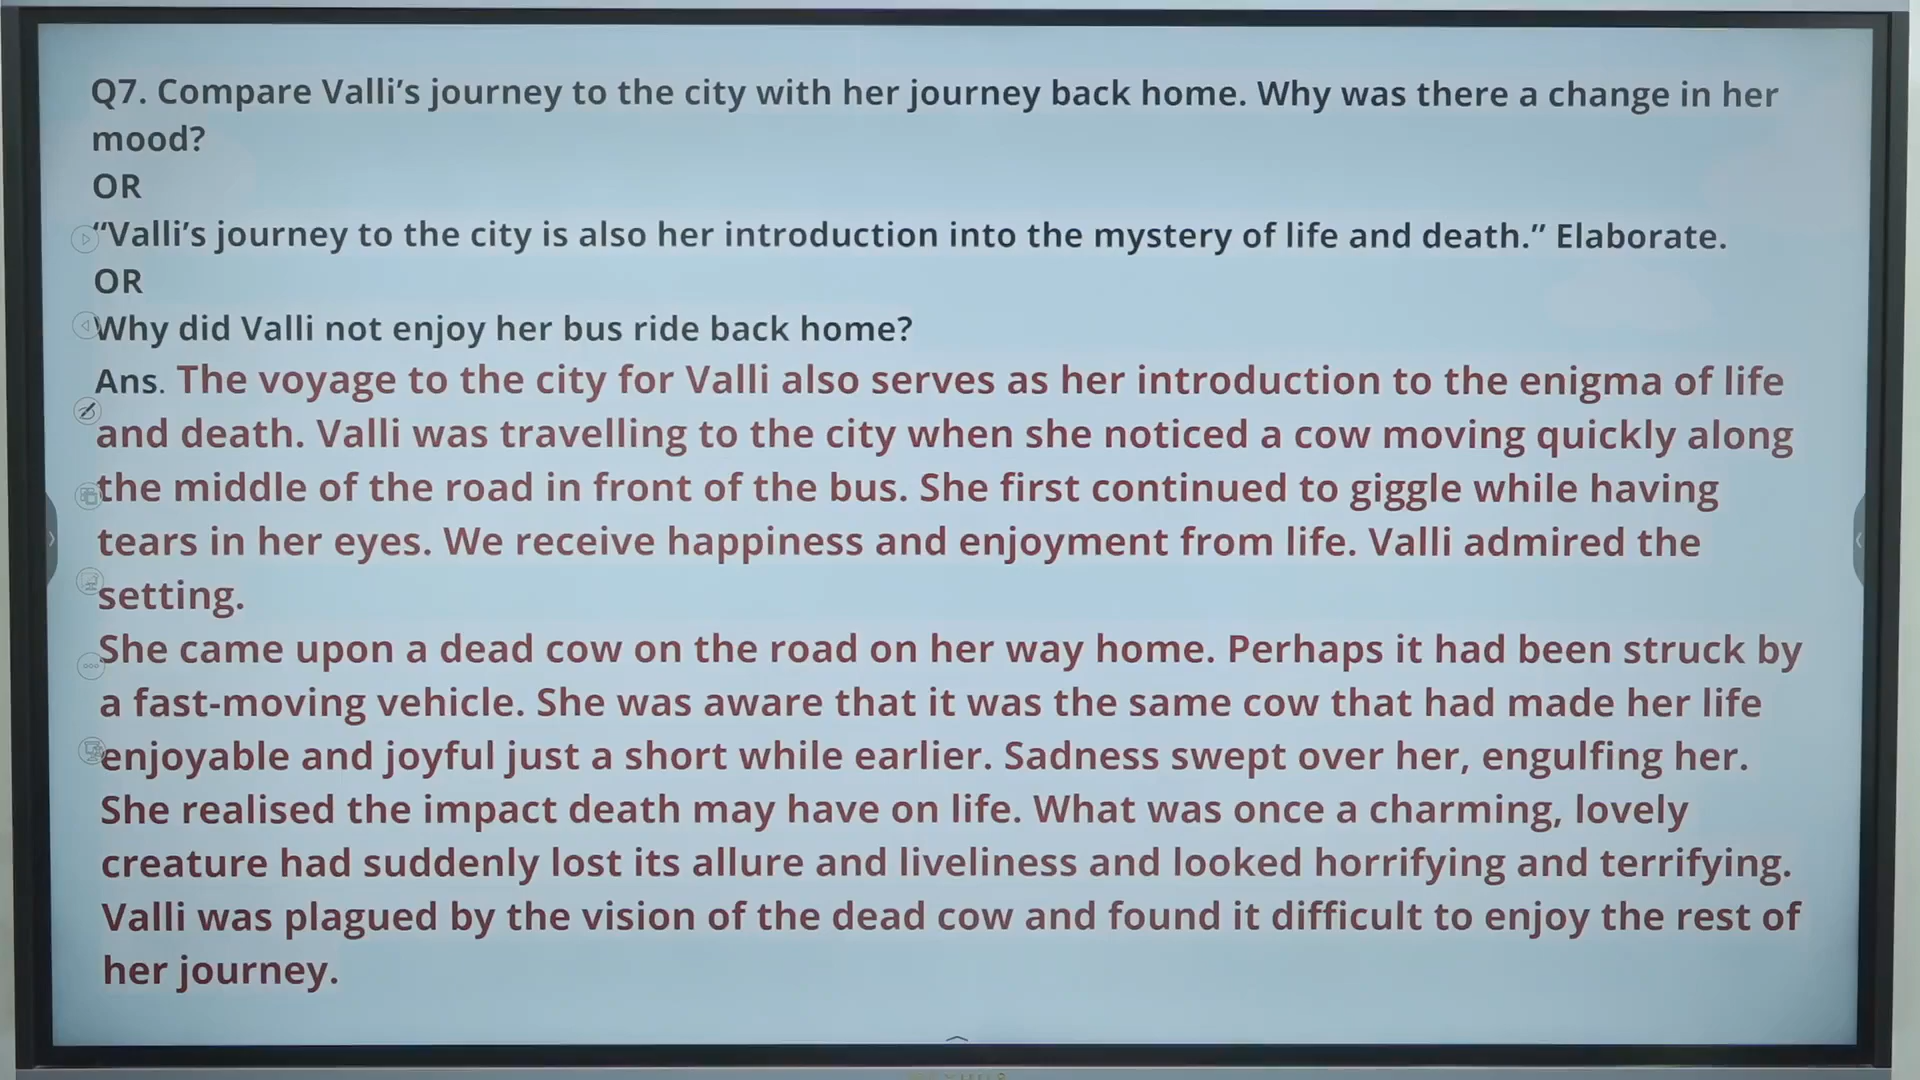 Q7. Compare Valli’s journey to the city with her journey back home. Why was there a change in her
mood?
OR
“Valli’s journey to the city is also her introduction into the mystery of life and death.” Elaborate.
OR
Why did Valli not enjoy her bus ride back home?
Ans. The voyage to the city for Valli also serves as her introduction to the enigma of life
and death. Valli was travelling to the city when she noticed a cow moving quickly along
the middle of the road in front of the bus. She first continued to giggle while having
tears in her eyes. We receive happiness and enjoyment from life. Valli admired the
setting.
She came upon a dead cow on the road on her way home. Perhaps it had been struck by
a fast-moving vehicle. She was aware that it was the same cow that had made her life
enjoyable and joyful just a short while earlier. Sadness swept over her, engulfing her.
She realised the impact death may have on life. What was once a charming, lovely
creature had suddenly lost its allure and liveliness and looked horrifying and terrifying.
Valli was plagued by the vision of the dead cow and found it difficult to enjoy the rest of
her journey.